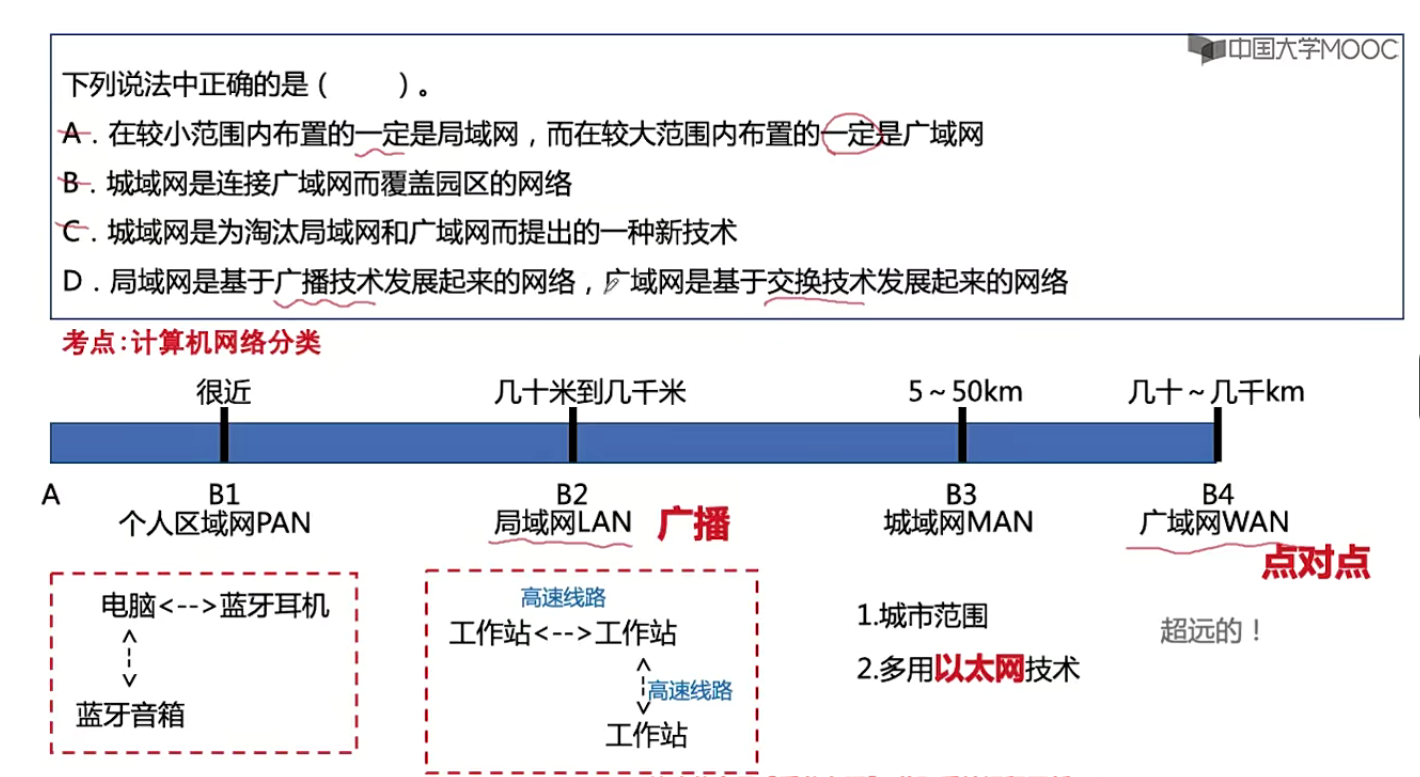 中国大学MOOC
下列说法中正确的是（ ）。
A．在较小范围内布置的一定是局域网，而在较大范围内布置的一定是广域网
B．城域网是连接广域网而覆盖园区的网络
C．城域网是为淘汰局域网和广域网而提出的一种新技术
D．局域网是基于广播技术发展起来的网络，广域网是基于交换技术发展起来的网络
考点:计算机网络分类
很近 几十米到几千米 5～50km 几十～几千km
A B1 B2 B3 B4
个人区域网PAN 局域网LAN 广播 城域网MAN 广域网WAN
点对点
电脑<-->蓝牙耳机
蓝牙音箱
高速线路
工作站<-->工作站
高速线路
工作站
1.城市范围
2.多用以太网技术
超远的！